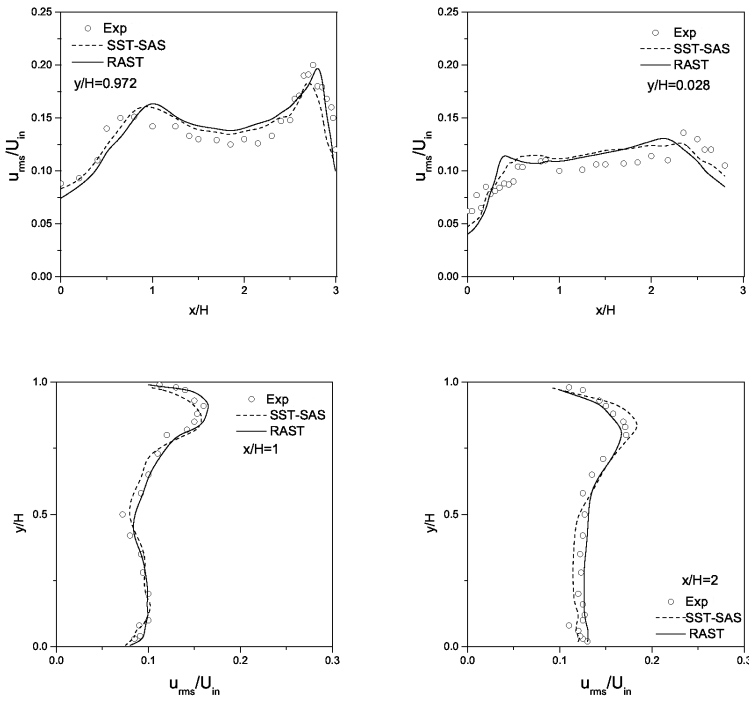 0.25
0.20
0.15
0.10
0.05
0.00
u_rms/U_in
Exp
SST-SAS
RAST
y/H=0.972
0 1 2 3
x/H
0.25
0.20
0.15
0.10
0.05
0.00
u_rms/U_in
Exp
SST-SAS
RAST
y/H=0.028
0 1 2 3
x/H
1.0
0.5
0.0
y/H
Exp
SST-SAS
RAST
x/H=1
0.0 0.1 0.2 0.3
u_rms/U_in
1.0
0.5
0.0
y/H
x/H=2
Exp
SST-SAS
RAST
0.0 0.1 0.2 0.3
u_rms/U_in